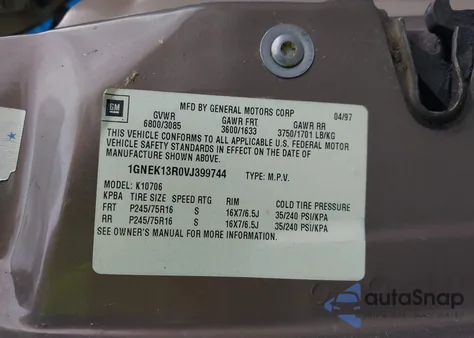 GM
MFD BY GENERAL MOTORS CORP 04/97
GVWR GAWR FRT GAWR RR
6800/3085 3600/1633 3750/1701 LB/KG
THIS VEHICLE CONFORMS TO ALL APPLICABLE U.S. FEDERAL MOTOR
VEHICLE SAFETY STANDARDS IN EFFECT ON THE DATE OF
MANUFACTURE SHOWN ABOVE.
1GNEK13R0VJ399744 TYPE: M.P.V.
MODEL: K10706
KPBA TIRE SIZE SPEED RTG RIM COLD TIRE PRESSURE
FRT P245/75R16 S 16X7/6.5J 35/240 PSI/KPA
RR P245/75R16 S 16X7/6.5J 35/240 PSI/KPA
SEE OWNER'S MANUAL FOR MORE INFORMATION.
autoSnap